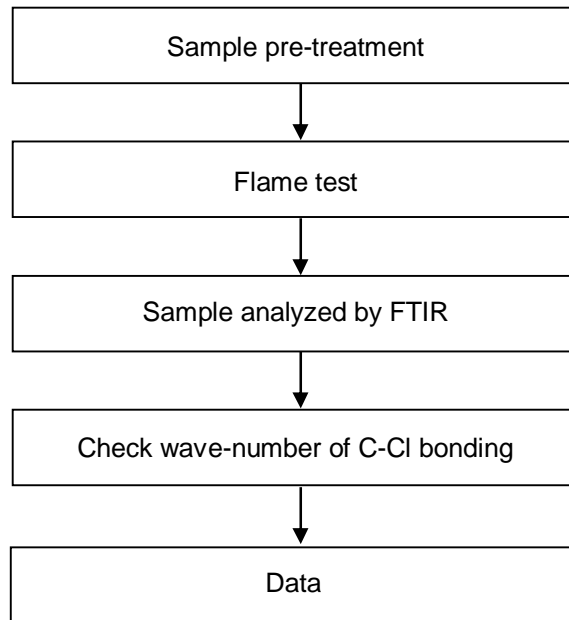 Sample pre-treatment
Flame test
Sample analyzed by FTIR
Check wave-number of C-Cl bonding
Data